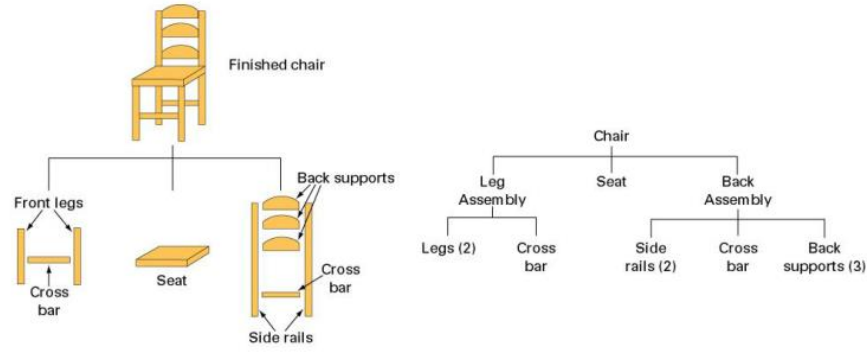 Finished chair
Back supports
Front legs
Cross
bar
Seat
Cross
bar
Side rails
Chair
Leg
Assembly
Seat
Back
Assembly
Legs (2)
Cross
bar
Side
rails (2)
Cross
bar
Back
supports (3)